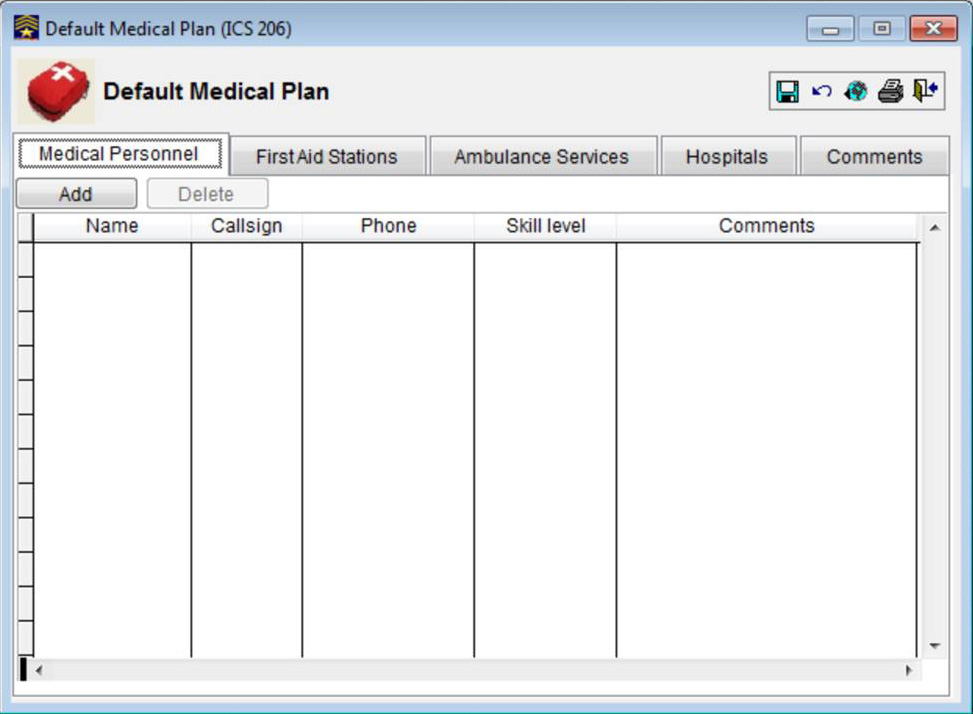 Default Medical Plan (ICS 206)
Default Medical Plan
Medical Personnel First Aid Stations Ambulance Services Hospitals Comments
Add Delete
Name Callsign Phone Skill level Comments